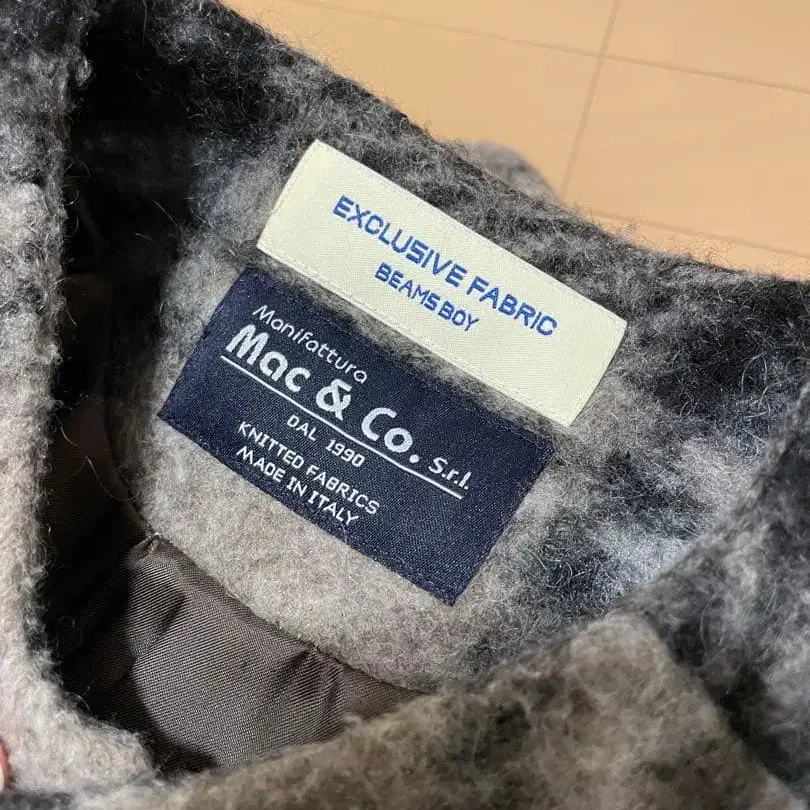 EXCLUSIVE FABRIC
BEAMS BOY
Manifattura
Mac & Co. S.r.l.
DAL 1990
KNITTED FABRICS
MADE IN ITALY